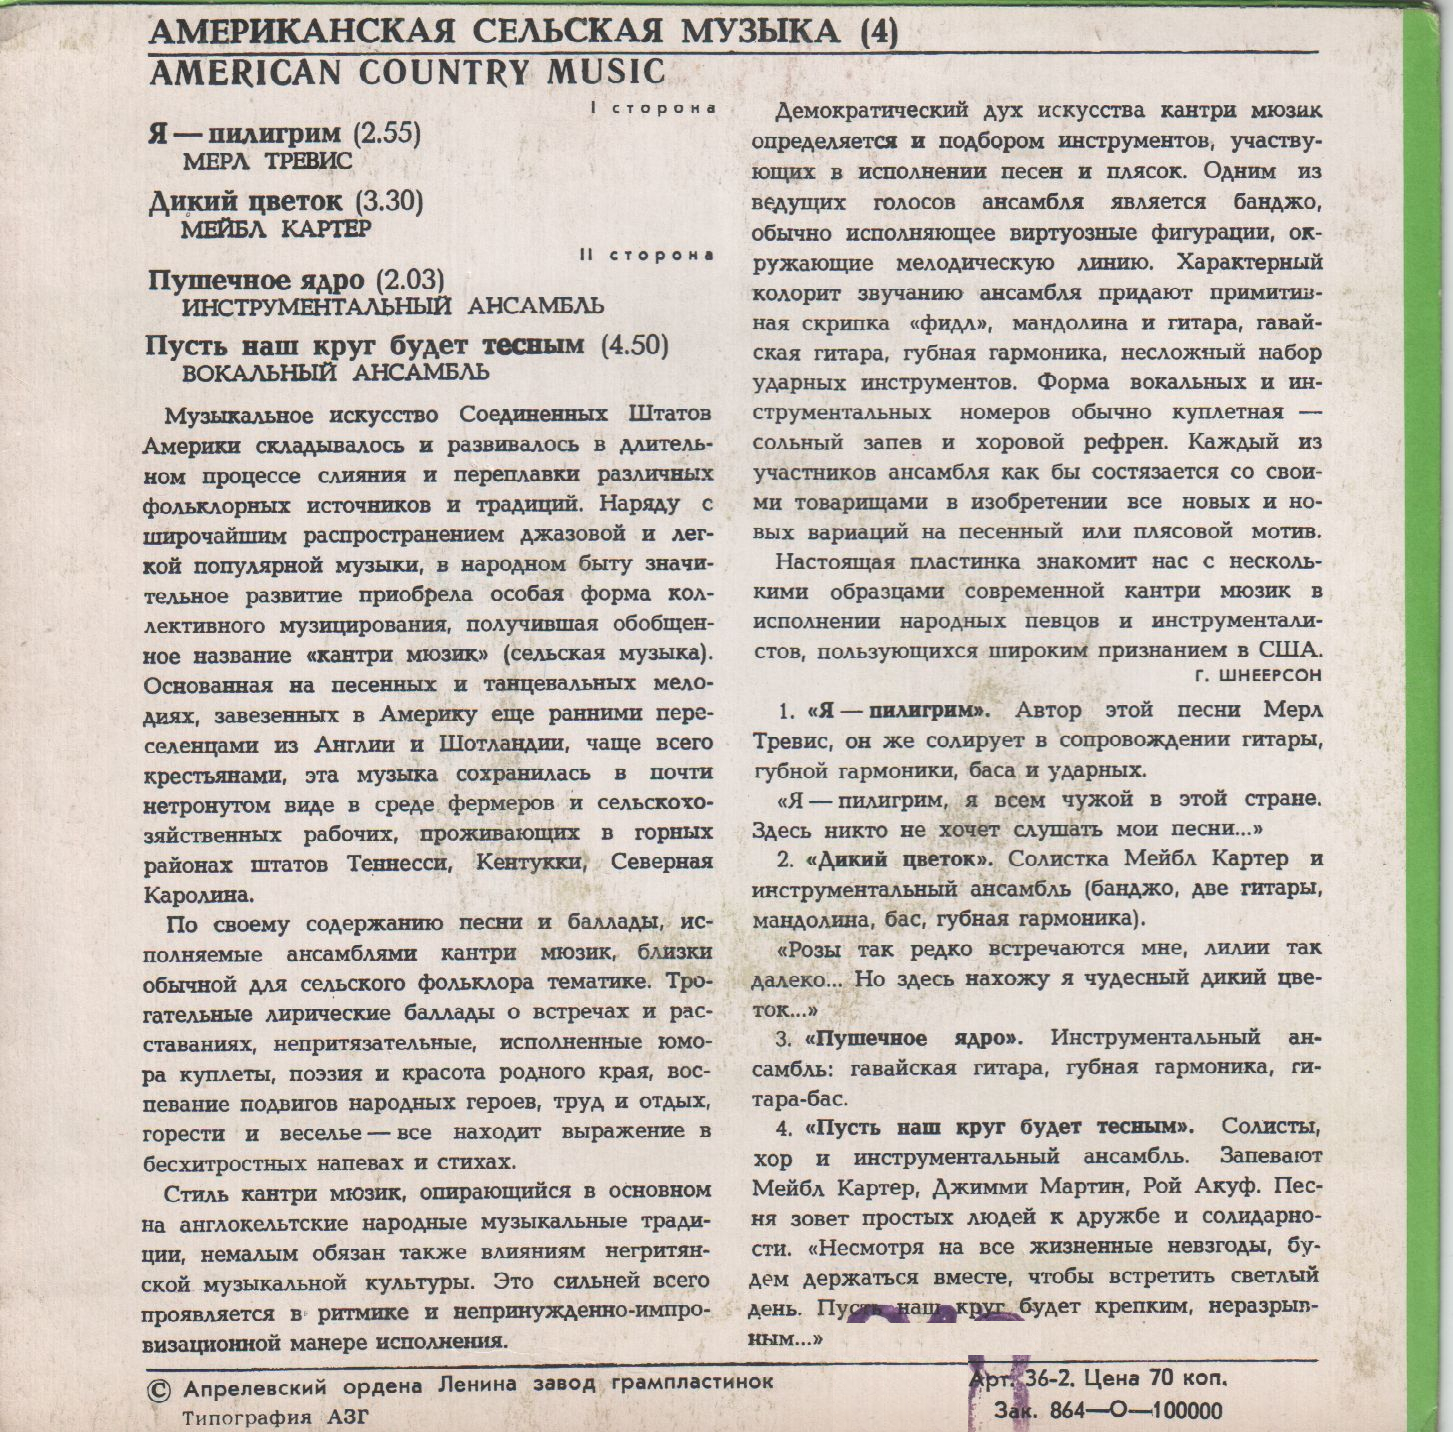 АМЕРИКАНСКАЯ СЕЛЬСКАЯ МУЗЫКА (4)
AMERICAN COUNTRY MUSIC
I сторона
Я — пилигрим (2.55)
МЕРЛ ТРЕВИС
Дикий цветок (3.30)
МЕЙБЛ КАРТЕР
II сторона
Пушечное ядро (2.03)
ИНСТРУМЕНТАЛЬНЫЙ АНСАМБЛЬ
Пусть наш круг будет тесным (4.50)
ВОКАЛЬНЫЙ АНСАМБЛЬ
Музыкальное искусство Соединенных Штатов
Америки складывалось и развивалось в длитель-
ном процессе слияния и переплавки различных
фольклорных источников и традиций. Наряду с
широчайшим распространением джазовой и лег-
кой популярной музыки, в народном быту значи-
тельное развитие приобрела особая форма кол-
лективного музицирования, получившая обобщен-
ное название «кантри мюзик» (сельская музыка).
Основанная на песенных и танцевальных мело-
диях, завезенных в Америку еще ранними пере-
селенцами из Англии и Шотландии, чаще всего
крестьянами, эта музыка сохранилась в почти
нетронутом виде в среде фермеров и сельскохо-
зяйственных рабочих, проживающих в горных
районах штатов Теннесси, Кентукки, Северная
Каролина.
По своему содержанию песни и баллады, ис-
полняемые ансамблями кантри мюзик, близки
обычной для сельского фольклора тематике. Тро-
гательные лирические баллады о встречах и рас-
ставаниях, непритязательные, исполненные юмо-
ра куплеты, поэзия и красота родного края, вос-
певание подвигов народных героев, труд и отдых,
горести и веселье — все находит выражение в
бесхитростных напевах и стихах.
Стиль кантри мюзик, опирающийся в основном
на англокельтские народные музыкальные тради-
ции, немалым обязан также влияниям негритян-
ской музыкальной культуры. Это сильней всего
проявляется в ритмике и непринужденно-импро-
визационной манере исполнения.
Демократический дух искусства кантри мюзик
определяется и подбором инструментов, участву-
ющих в исполнении песен и плясок. Одним из
ведущих голосов ансамбля является банджо,
обычно исполняющее виртуозные фигурации, ок-
ружающие мелодическую линию. Характерный
колорит звучанию ансамбля придают примитив-
ная скрипка «фидл», мандолина и гитара, гавай-
ская гитара, губная гармоника, несложный набор
ударных инструментов. Форма вокальных и ин-
струментальных номеров обычно куплетная —
сольный запев и хоровой рефрен. Каждый из
участников ансамбля как бы состязается со свои-
ми товарищами в изобретении все новых и но-
вых вариаций на песенный или плясовой мотив.
Настоящая пластинка знакомит нас с несколь-
кими образцами современной кантри мюзик в
исполнении народных певцов и инструментали-
стов, пользующихся широким признанием в США.
Г. ШНЕЕРСОН
1. «Я — пилигрим». Автор этой песни Мерл
Тревис, он же солирует в сопровождении гитары,
губной гармоники, баса и ударных.
«Я — пилигрим, я всем чужой в этой стране.
Здесь никто не хочет слушать мои песни...»
2. «Дикий цветок». Солистка Мейбл Картер и
инструментальный ансамбль (банджо, две гитары,
мандолина, бас, губная гармоника).
«Розы так редко встречаются мне, лилии так
далеко... Но здесь нахожу я чудесный дикий цве-
ток...»
3. «Пушечное ядро». Инструментальный ан-
самбль: гавайская гитара, губная гармоника, ги-
тара-бас.
4. «Пусть наш круг будет тесным». Солисты,
хор и инструментальный ансамбль. Запевают
Мейбл Картер, Джимми Мартин, Рой Акуф. Пес-
ня зовет простых людей к дружбе и солидарно-
сти. «Несмотря на все жизненные невзгоды, бу-
дем держаться вместе, чтобы встретить светлый
день. Пусть наш круг будет крепким, неразрыв-
ным...»
© Апрелевский ордена Ленина завод грампластинок
Типография АЗГ
Арт. 36-2. Цена 70 коп.
Зак. 864—О—100000